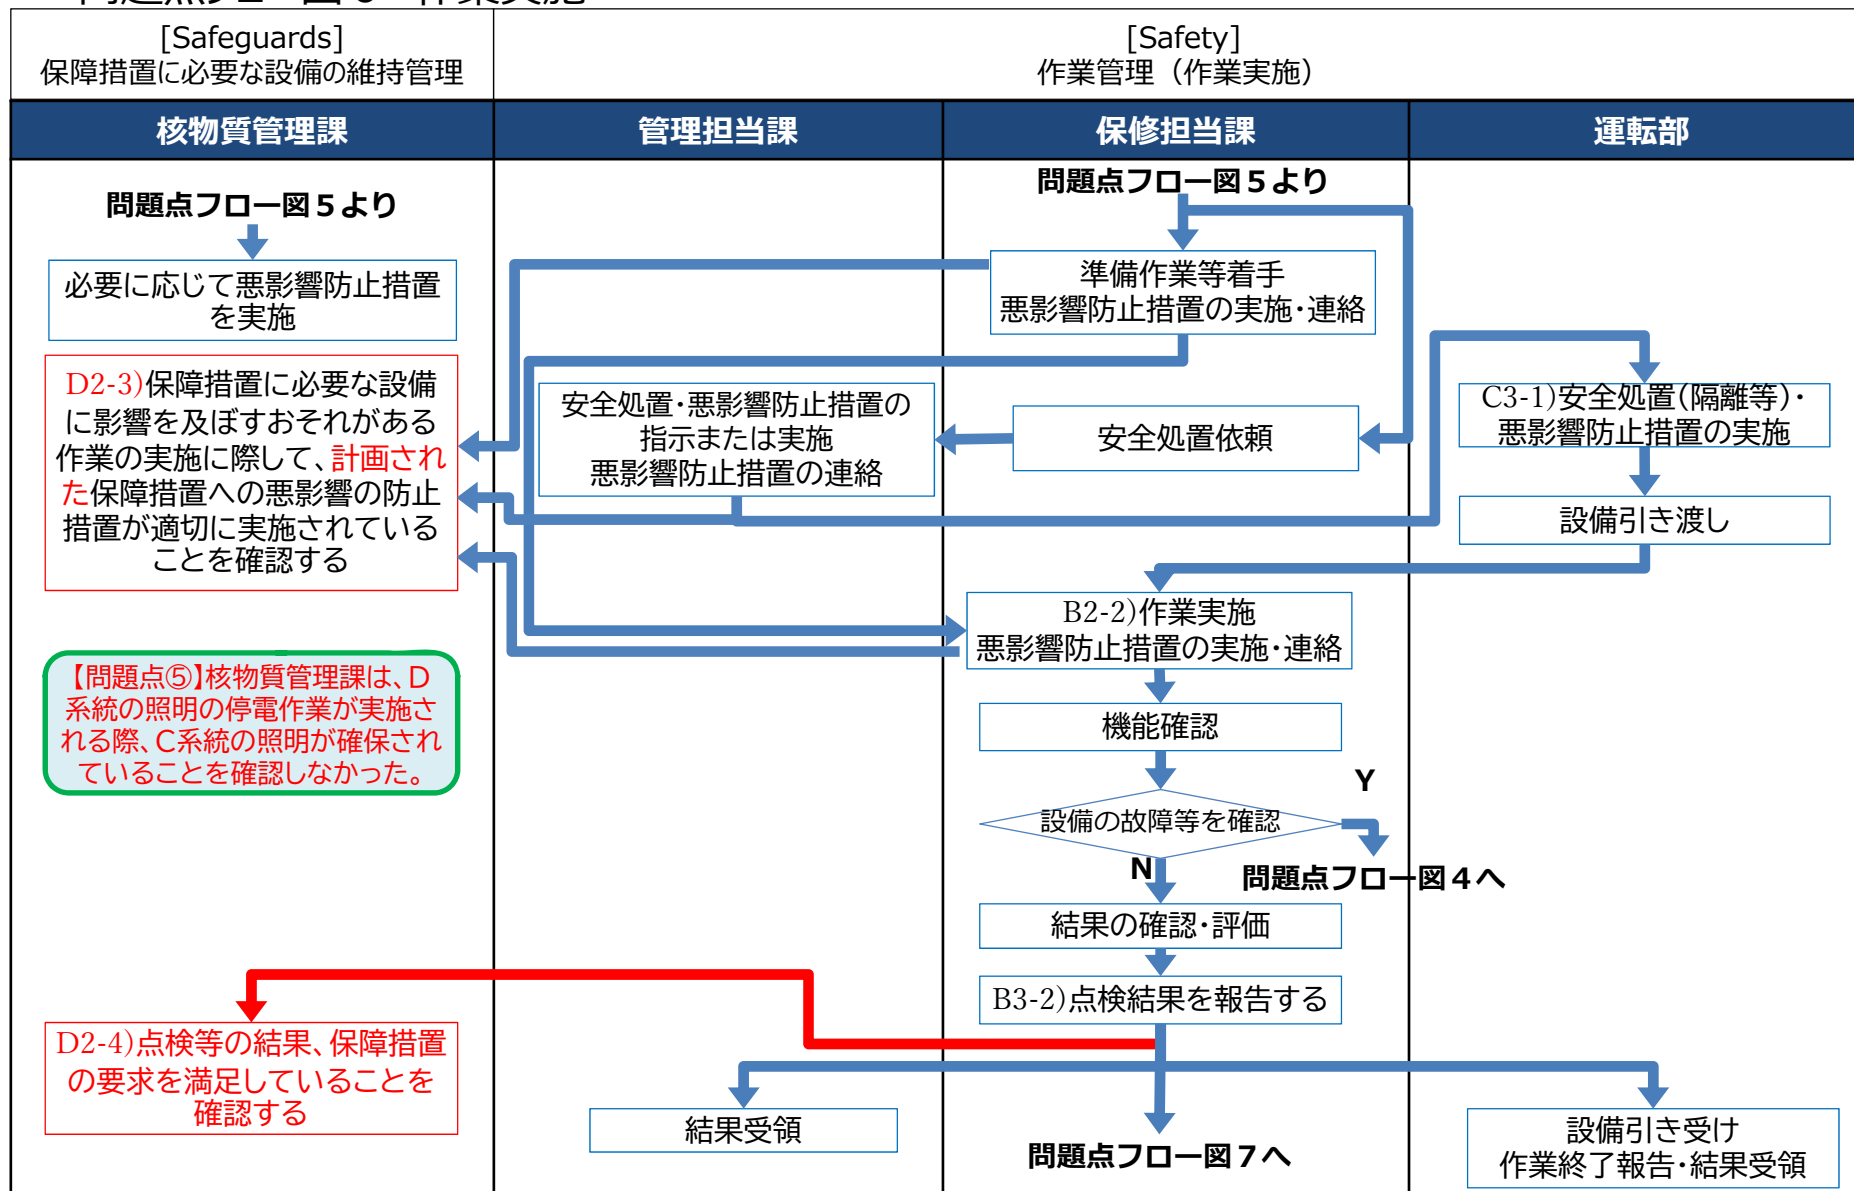 問題点フロー図6 作業実施
[Safeguards]
保障措置に必要な設備の維持管理
[Safety]
作業管理（作業実施）
核物質管理課
管理担当課
保修担当課
運転部
問題点フロー図５より
必要に応じて悪影響防止措置
を実施
D2-3)保障措置に必要な設備
に影響を及ぼすおそれがある
作業の実施に際して、計画され
た保障措置への悪影響の防止
措置が適切に実施されている
ことを確認する
【問題点⑤】核物質管理課は、D
系統の照明の停電作業が実施さ
れる際、C系統の照明が確保され
ていることを確認しなかった。
D2-4)点検等の結果、保障措置
の要求を満足していることを
確認する
安全処置・悪影響防止措置の
指示または実施
悪影響防止措置の連絡
結果受領
問題点フロー図５より
準備作業等着手
悪影響防止措置の実施・連絡
安全処置依頼
B2-2)作業実施
悪影響防止措置の実施・連絡
機能確認
設備の故障等を確認
Y
問題点フロー図４へ
N
結果の確認・評価
B3-2)点検結果を報告する
問題点フロー図７へ
C3-1)安全処置(隔離等)・
悪影響防止措置の実施
設備引き渡し
設備引き受け
作業終了報告・結果受領